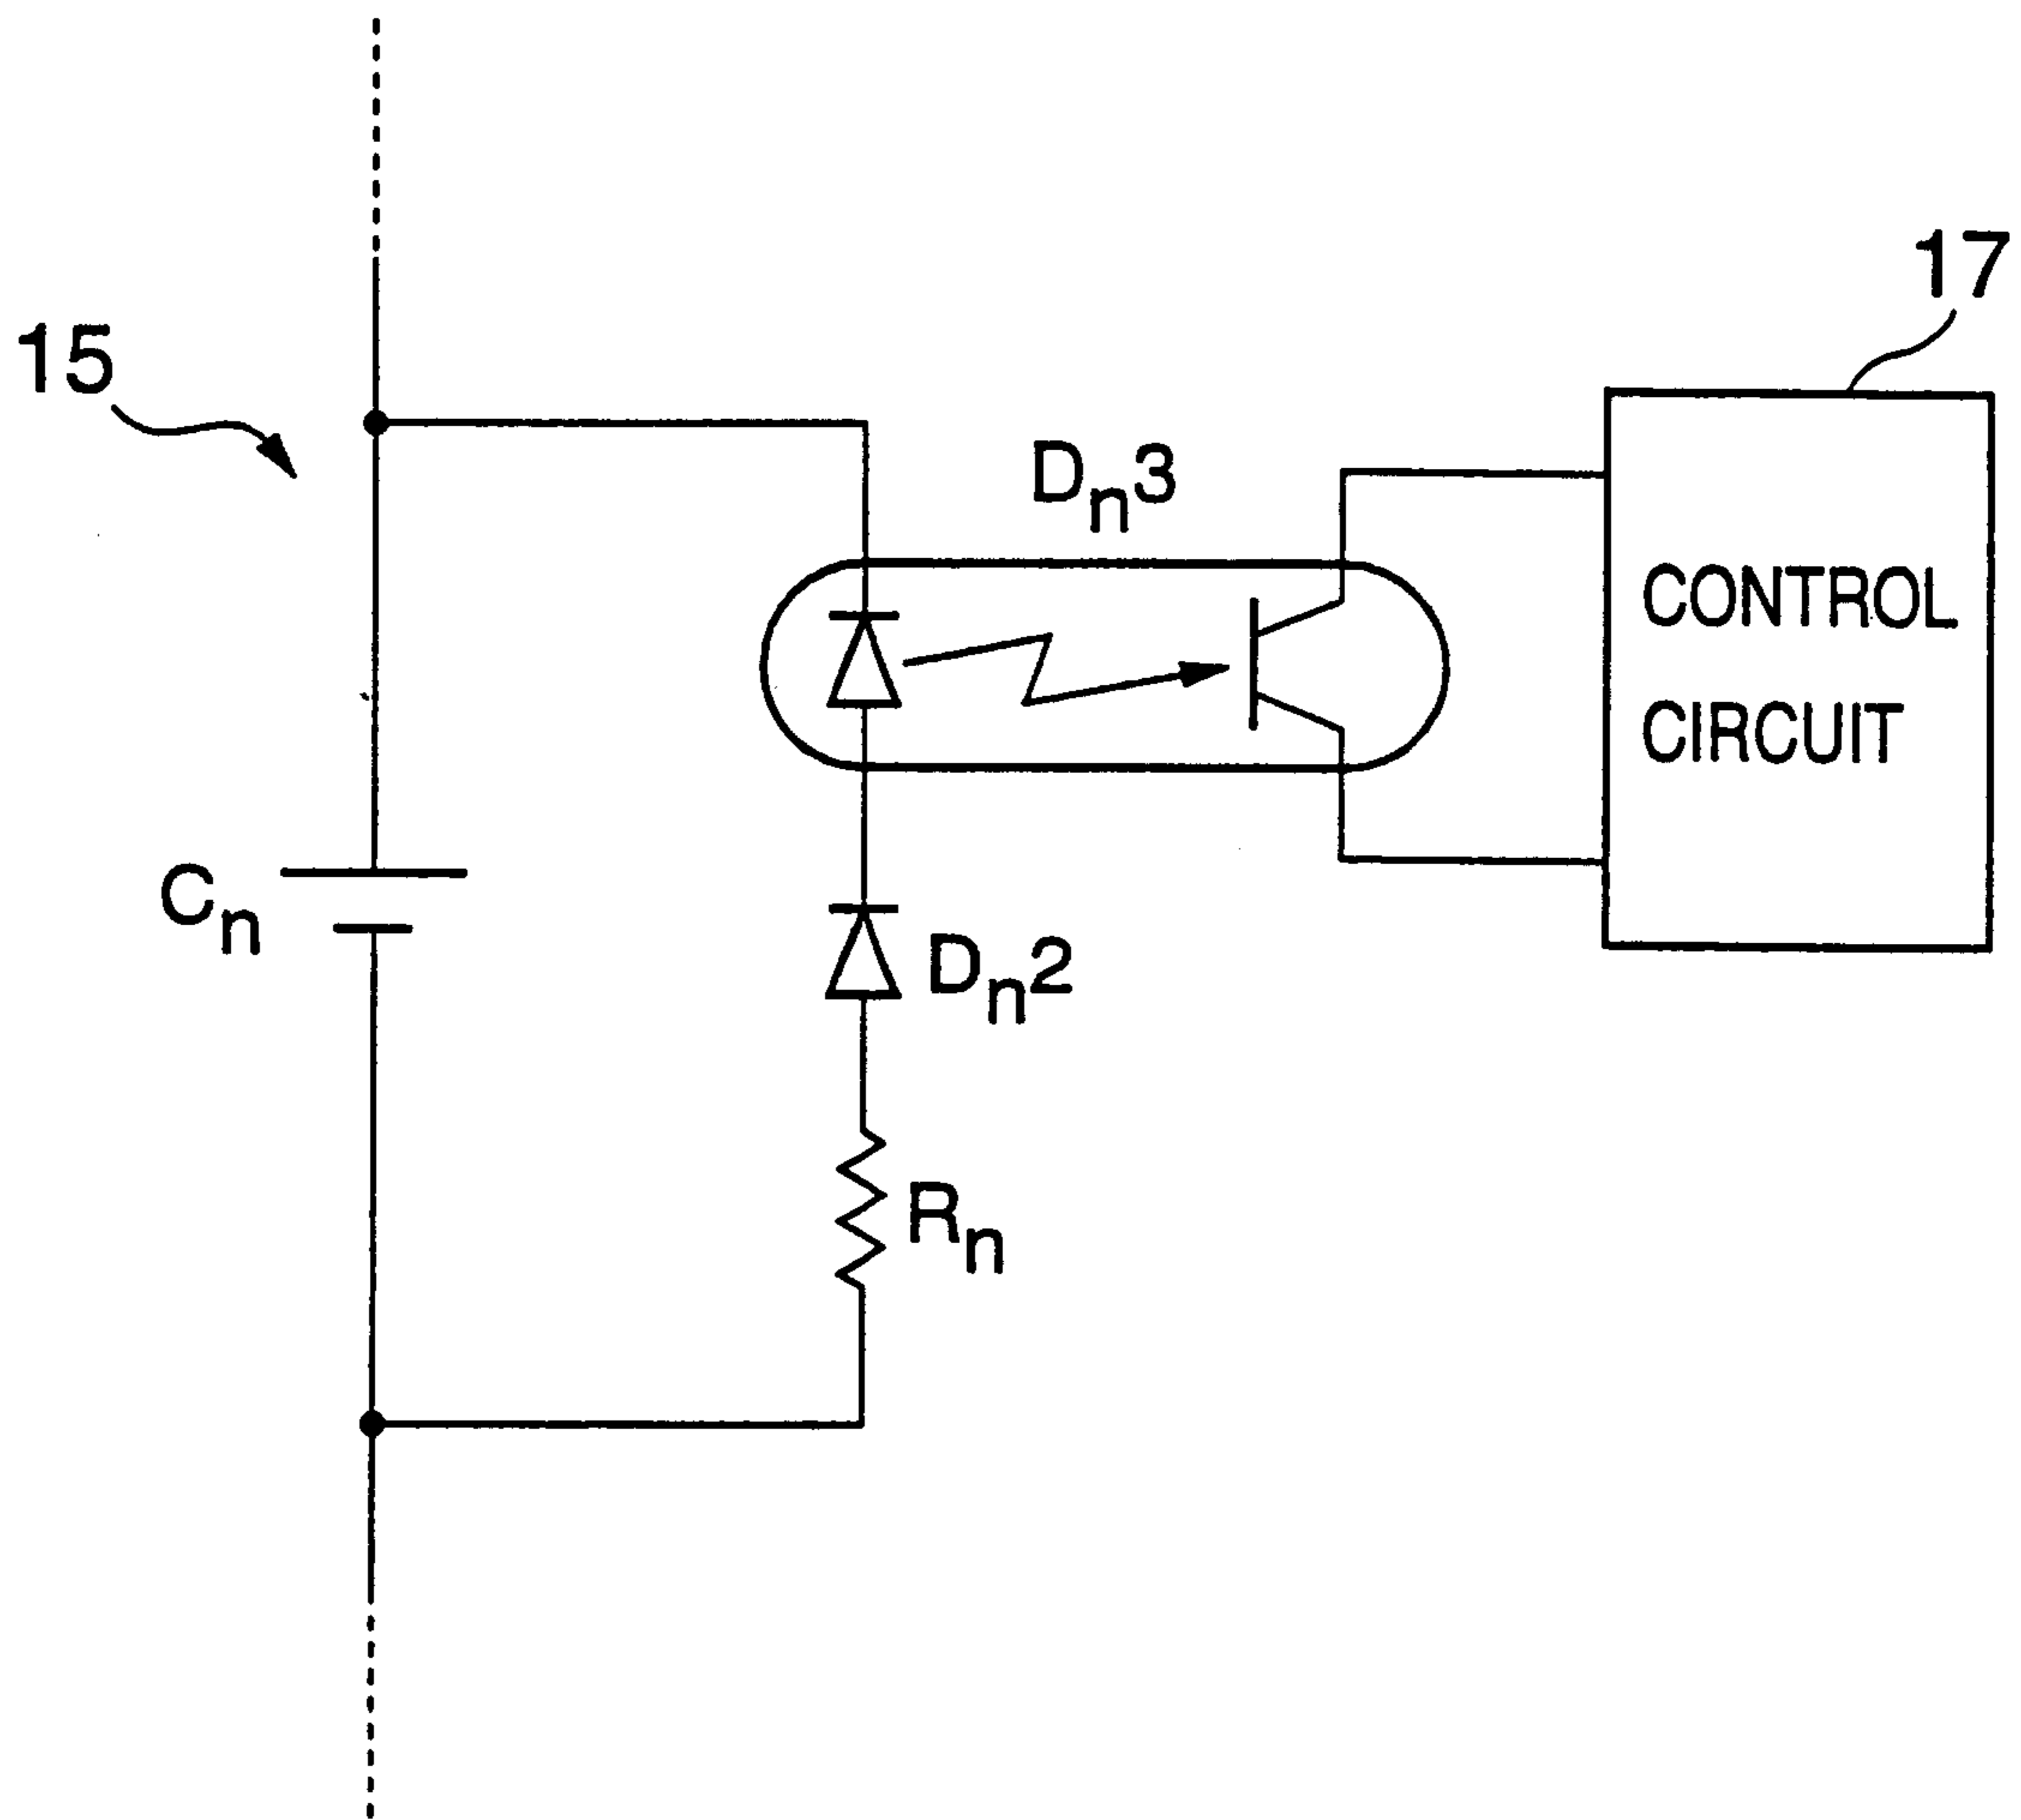 17
15
Dn3
CONTROL
CIRCUIT
Cn
Dn2
Rn